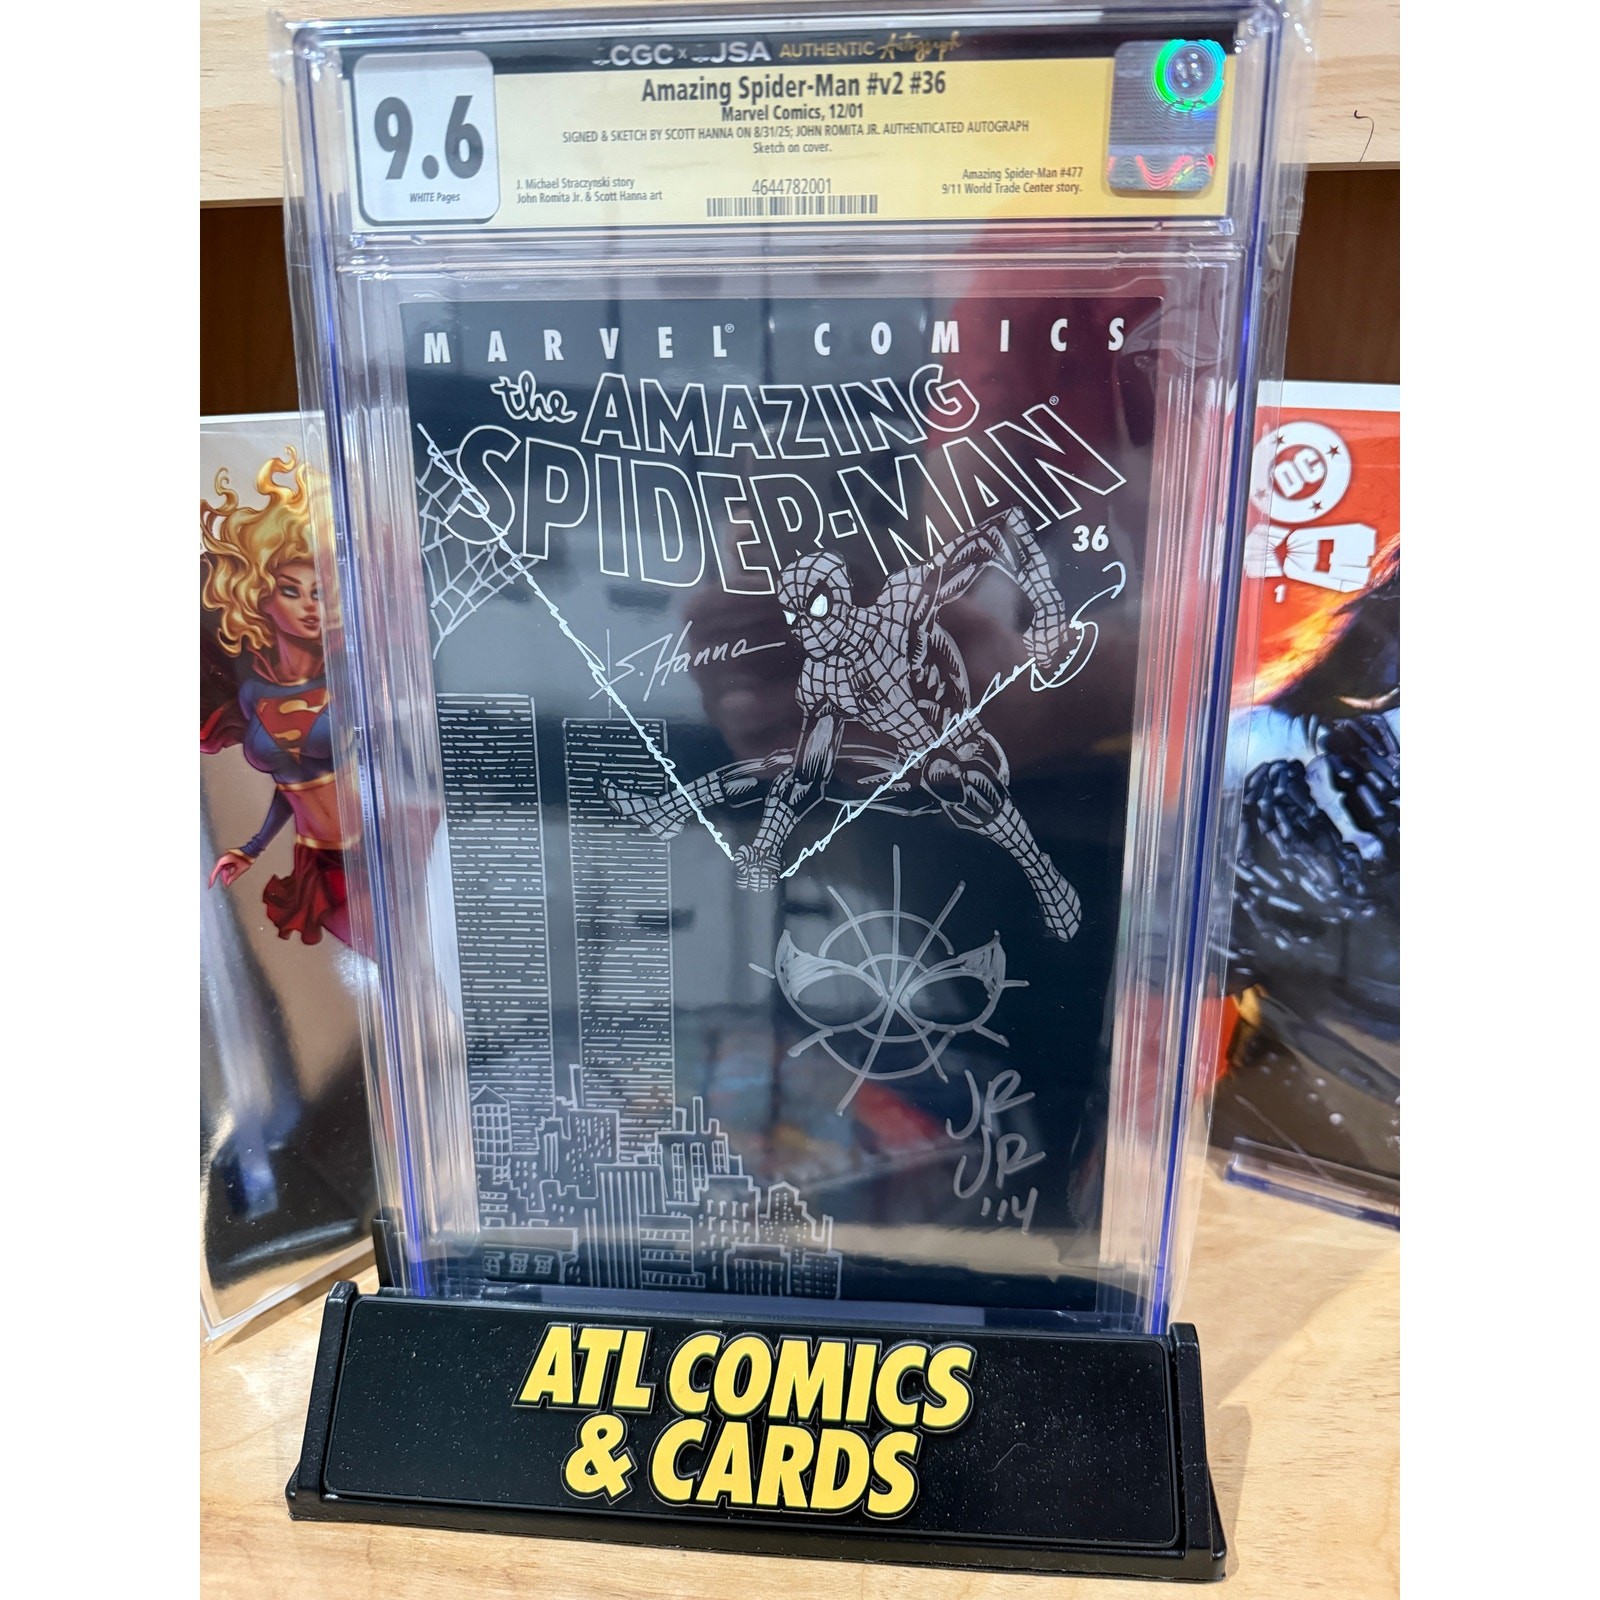 CGC x JSA AUTHENTIC Autograph
9.6
WHITE Pages
Amazing Spider-Man #v2 #36
Marvel Comics, 12/01
SIGNED & SKETCH BY SCOTT HANNA ON 8/31/25; JOHN ROMITA JR. AUTHENTICATED AUTOGRAPH
Sketch on cover.
J. Michael Straczynski story
John Romita Jr. & Scott Hanna art
4644782001
Amazing Spider-Man #477
9/11 World Trade Center story.
MARVEL® COMICS
the AMAZING
SPIDER-MAN®
36
S. Hanna
JR
JR
'14
DC
1
ATL COMICS
& CARDS